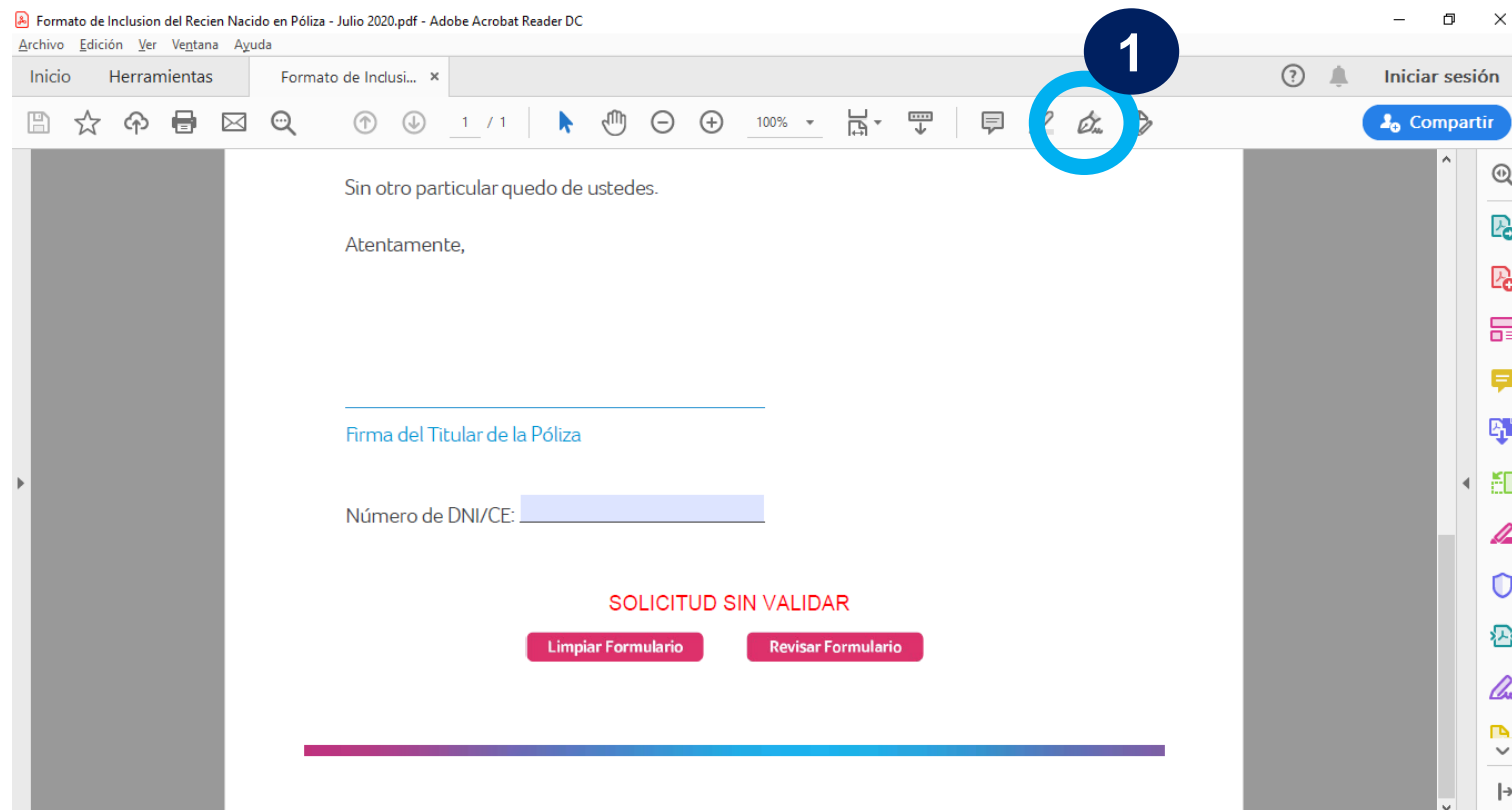 Formato de Inclusion del Recien Nacido en Póliza - Julio 2020.pdf - Adobe Acrobat Reader DC
Archivo Edición Ver Ventana Ayuda
1
Inicio Herramientas Formato de Inclusi... × Iniciar sesión
1 / 1 100% Compartir
Sin otro particular quedo de ustedes.
Atentamente,
Firma del Titular de la Póliza
Número de DNI/CE:
SOLICITUD SIN VALIDAR
Limpiar Formulario Revisar Formulario